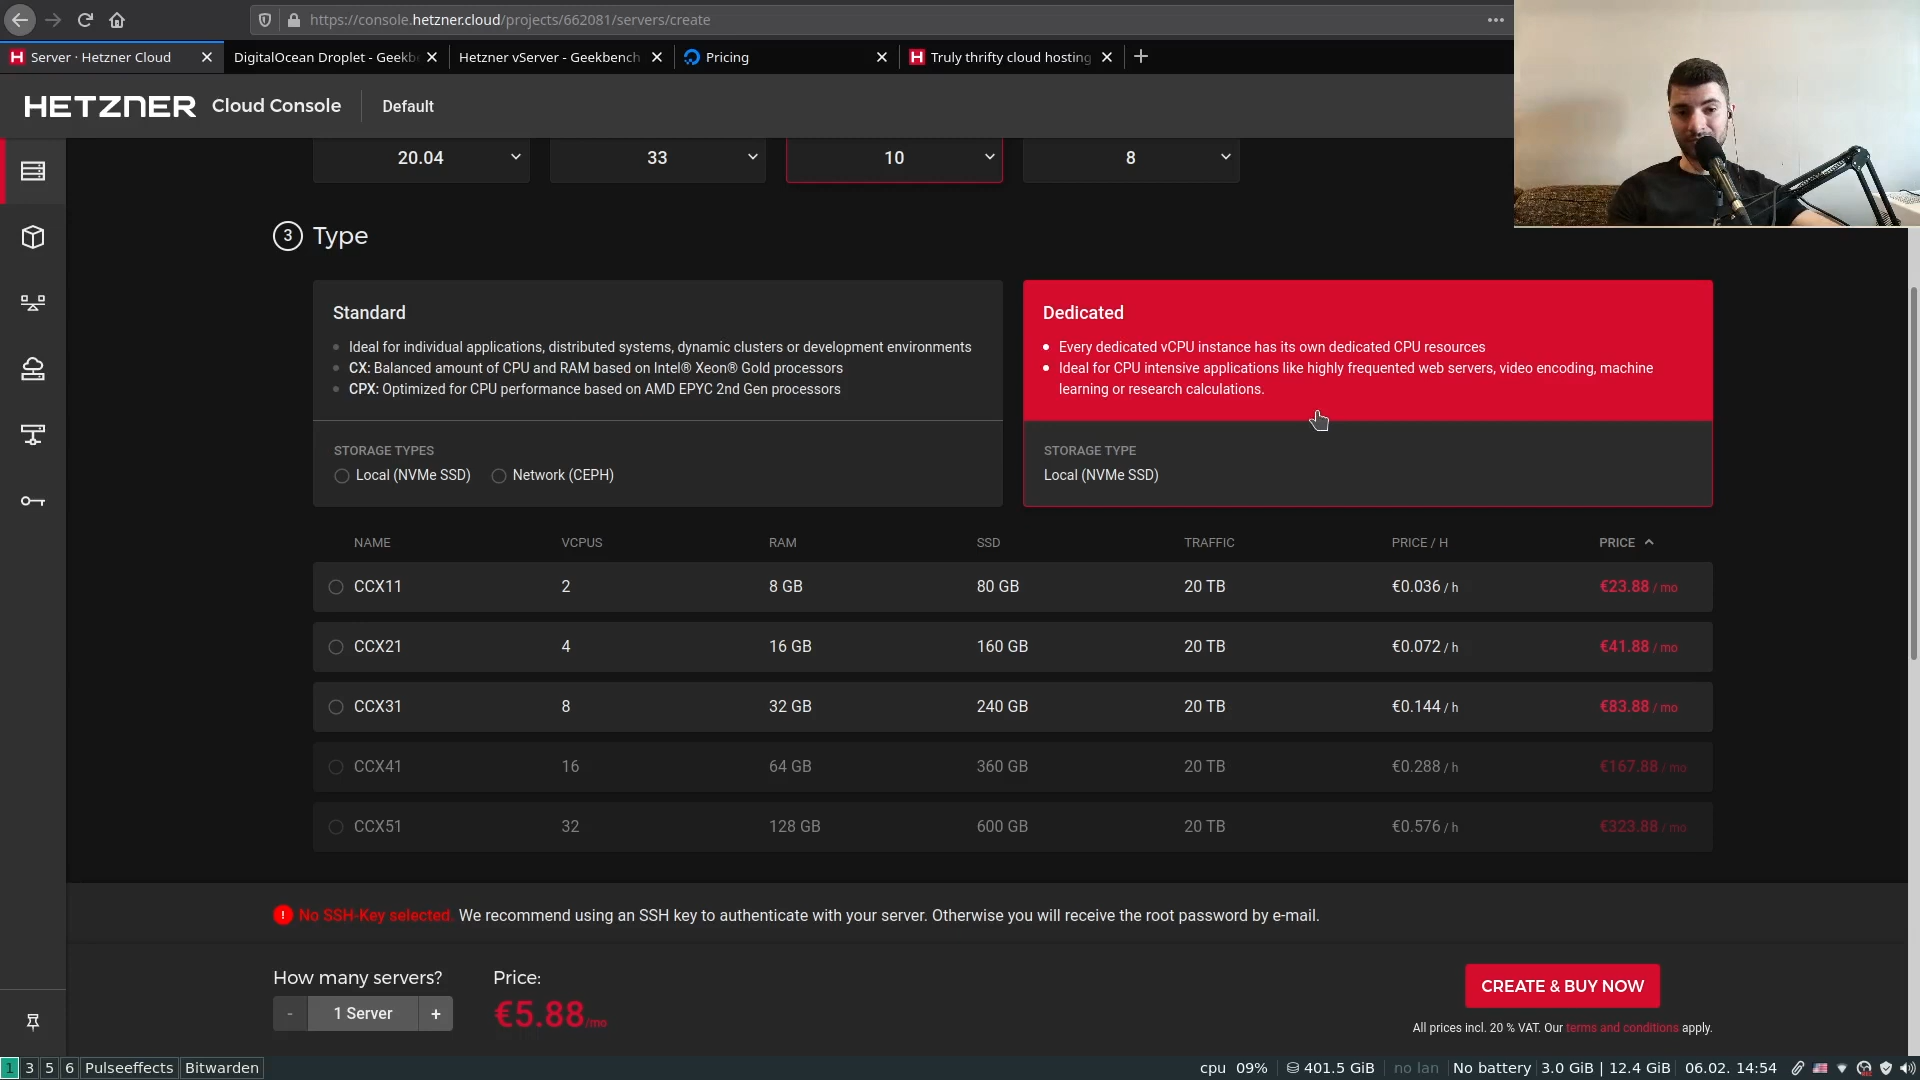 https://console.hetzner.cloud/projects/662081/servers/create
Server · Hetzner Cloud
DigitalOcean Droplet - Geekb
Hetzner vServer - Geekbench
Pricing
Truly thrifty cloud hosting
HETZNER Cloud Console Default
20.04 33 10 8
3 Type
Standard
Ideal for individual applications, distributed systems, dynamic clusters or development environments
CX: Balanced amount of CPU and RAM based on Intel® Xeon® Gold processors
CPX: Optimized for CPU performance based on AMD EPYC 2nd Gen processors
STORAGE TYPES
Local (NVMe SSD) Network (CEPH)
Dedicated
Every dedicated vCPU instance has its own dedicated CPU resources
Ideal for CPU intensive applications like highly frequented web servers, video encoding, machine
learning or research calculations.
STORAGE TYPE
Local (NVMe SSD)
NAME VCPUS RAM SSD TRAFFIC PRICE / H PRICE
CCX11 2 8 GB 80 GB 20 TB €0.036 / h €23.88 / mo
CCX21 4 16 GB 160 GB 20 TB €0.072 / h €41.88 / mo
CCX31 8 32 GB 240 GB 20 TB €0.144 / h €83.88 / mo
CCX41 16 64 GB 360 GB 20 TB €0.288 / h €167.88 / mo
CCX51 32 128 GB 600 GB 20 TB €0.576 / h €323.88 / mo
! No SSH-Key selected. We recommend using an SSH key to authenticate with your server. Otherwise you will receive the root password by e-mail.
How many servers? Price:
- 1 Server + €5.88/mo
CREATE & BUY NOW
All prices incl. 20 % VAT. Our terms and conditions apply.
1 3 5 6 Pulseeffects Bitwarden cpu 09% 401.5 GiB no lan No battery 3.0 GiB | 12.4 GiB 06.02. 14:54